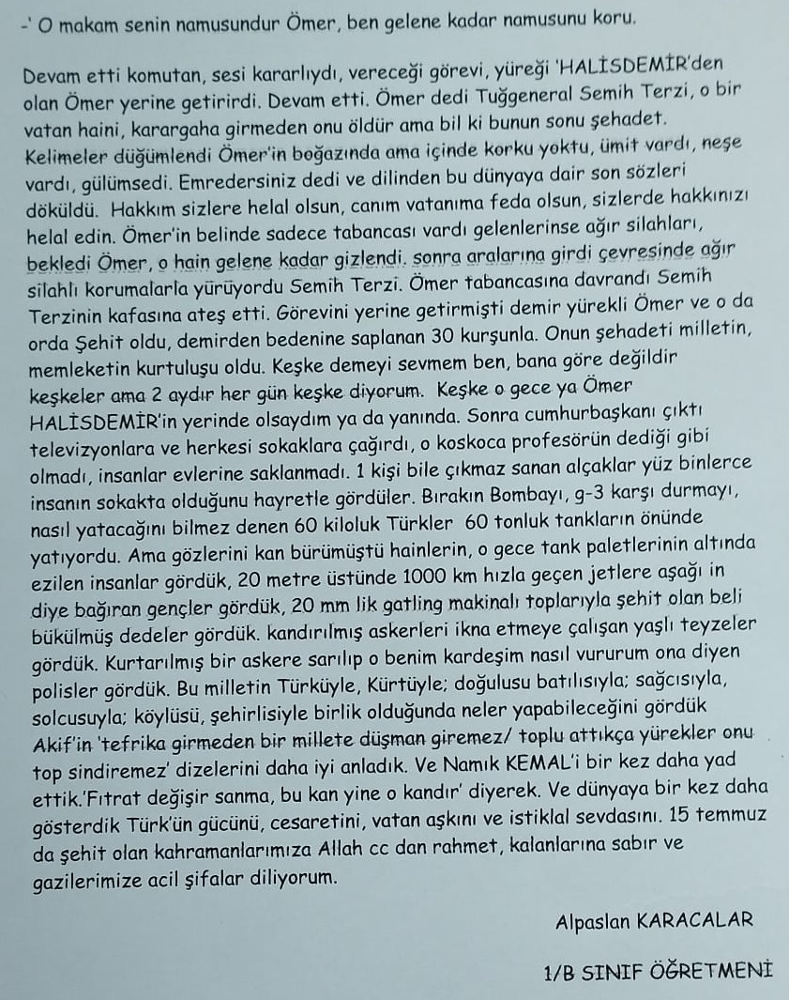 -' O makam senin namusundur Ömer, ben gelene kadar namusunu koru.
Devam etti komutan, sesi kararlıydı, vereceği görevi, yüreği 'HALİSDEMİR'den
olan Ömer yerine getirirdi. Devam etti. Ömer dedi Tuğgeneral Semih Terzi, o bir
vatan haini, karargaha girmeden onu öldür ama bil ki bunun sonu şehadet.
Kelimeler düğümlendi Ömer'in boğazında ama içinde korku yoktu, ümit vardı, neşe
vardı, gülümsedi. Emredersiniz dedi ve dilinden bu dünyaya dair son sözleri
döküldü. Hakkım sizlere helal olsun, canım vatanıma feda olsun, sizlerde hakkınızı
helal edin. Ömer'in belinde sadece tabancası vardı gelenlerinse ağır silahları,
bekledi Ömer, o hain gelene kadar gizlendi. sonra aralarına girdi çevresinde ağır
silahlı korumalarla yürüyordu Semih Terzi. Ömer tabancasına davrandı Semih
Terzinin kafasına ateş etti. Görevini yerine getirmişti demir yürekli Ömer ve o da
orda Şehit oldu, demirden bedenine saplanan 30 kurşunla. Onun şehadeti milletin,
memleketin kurtuluşu oldu. Keşke demeyi sevmem ben, bana göre değildir
keşkeler ama 2 aydır her gün keşke diyorum. Keşke o gece ya Ömer
HALİSDEMİR'in yerinde olsaydım ya da yanında. Sonra cumhurbaşkanı çıktı
televizyonlara ve herkesi sokaklara çağırdı, o koskoca profesörün dediği gibi
olmadı, insanlar evlerine saklanmadı. 1 kişi bile çıkmaz sanan alçaklar yüz binlerce
insanın sokakta olduğunu hayretle gördüler. Bırakın Bombayı, g-3 karşı durmayı,
nasıl yatacağını bilmez denen 60 kiloluk Türkler 60 tonluk tankların önünde
yatıyordu. Ama gözlerini kan bürümüştü hainlerin, o gece tank paletlerinin altında
ezilen insanlar gördük, 20 metre üstünde 1000 km hızla geçen jetlere aşağı in
diye bağıran gençler gördük, 20 mm lik gatling makinalı toplarıyla şehit olan beli
bükülmüş dedeler gördük. kandırılmış askerleri ikna etmeye çalışan yaşlı teyzeler
gördük. Kurtarılmış bir askere sarılıp o benim kardeşim nasıl vururum ona diyen
polisler gördük. Bu milletin Türküyle, Kürtüyle; doğulusu batılısıyla; sağcısıyla,
solcusuyla; köylüsü, şehirlisiyle birlik olduğunda neler yapabileceğini gördük
Akif'in 'tefrika girmeden bir millete düşman giremez/ toplu attıkça yürekler onu
top sindiremez' dizelerini daha iyi anladık. Ve Namık KEMAL'i bir kez daha yad
ettik.'Fıtrat değişir sanma, bu kan yine o kandır' diyerek. Ve dünyaya bir kez daha
gösterdik Türk'ün gücünü, cesaretini, vatan aşkını ve istiklal sevdasını. 15 temmuz
da şehit olan kahramanlarımıza Allah cc dan rahmet, kalanlarına sabır ve
gazilerimize acil şifalar diliyorum.
Alpaslan KARACALAR
1/B SINIF ÖĞRETMENİ